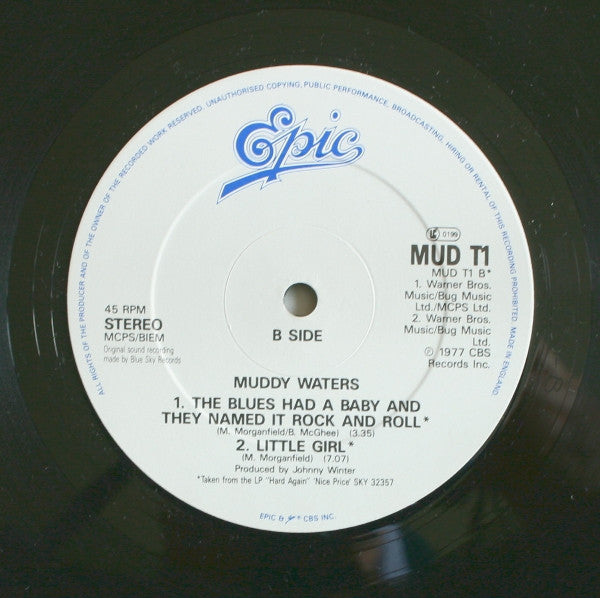 ALL RIGHTS OF THE PRODUCER AND OF THE OWNER OF THE RECORDED WORK RESERVED. UNAUTHORISED COPYING, PUBLIC PERFORMANCE, BROADCASTING, HIRING OR RENTAL OF THIS RECORDING PROHIBITED. MADE IN ENGLAND.
Epic
LC 0199
MUD T1
MUD T1 B*
1. Warner Bros.
Music/Bug Music
Ltd./MCPS Ltd.
2. Warner Bros.
Music/Bug Music
Ltd.
℗ 1977 CBS
Records Inc.
45 RPM
STEREO
MCPS/BIEM
Original sound recording
made by Blue Sky Records
B SIDE
MUDDY WATERS
1. THE BLUES HAD A BABY AND
THEY NAMED IT ROCK AND ROLL*
(M. Morganfield/B. McGhee) (3.35)
2. LITTLE GIRL*
(M. Morganfield) (7.07)
Produced by Johnny Winter
*Taken from the LP "Hard Again" 'Nice Price' SKY 32357
EPIC & CBS INC.